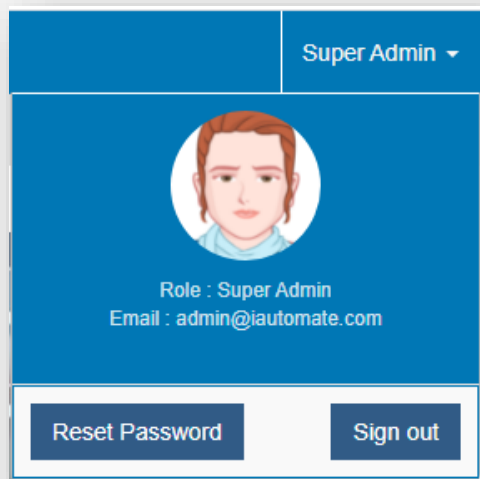 Super Admin
Role : Super Admin
Email : admin@iautomate.com
Reset Password
Sign out